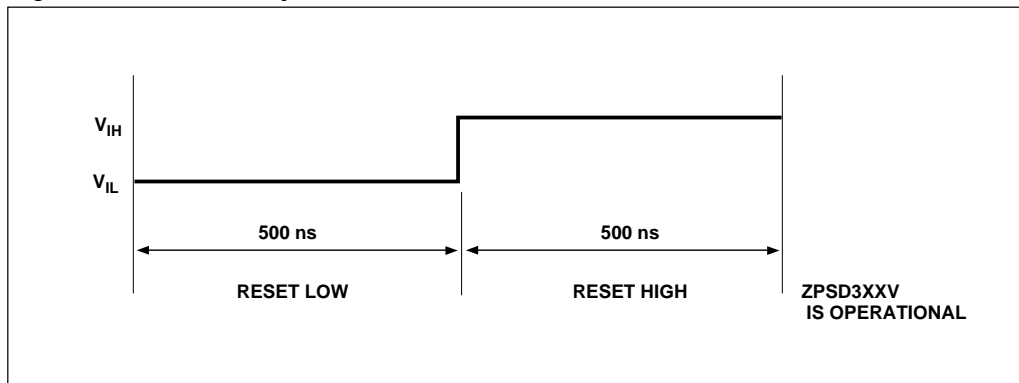 V_IH
V_IL
500 ns 500 ns
RESET LOW RESET HIGH ZPSD3XXV
IS OPERATIONAL